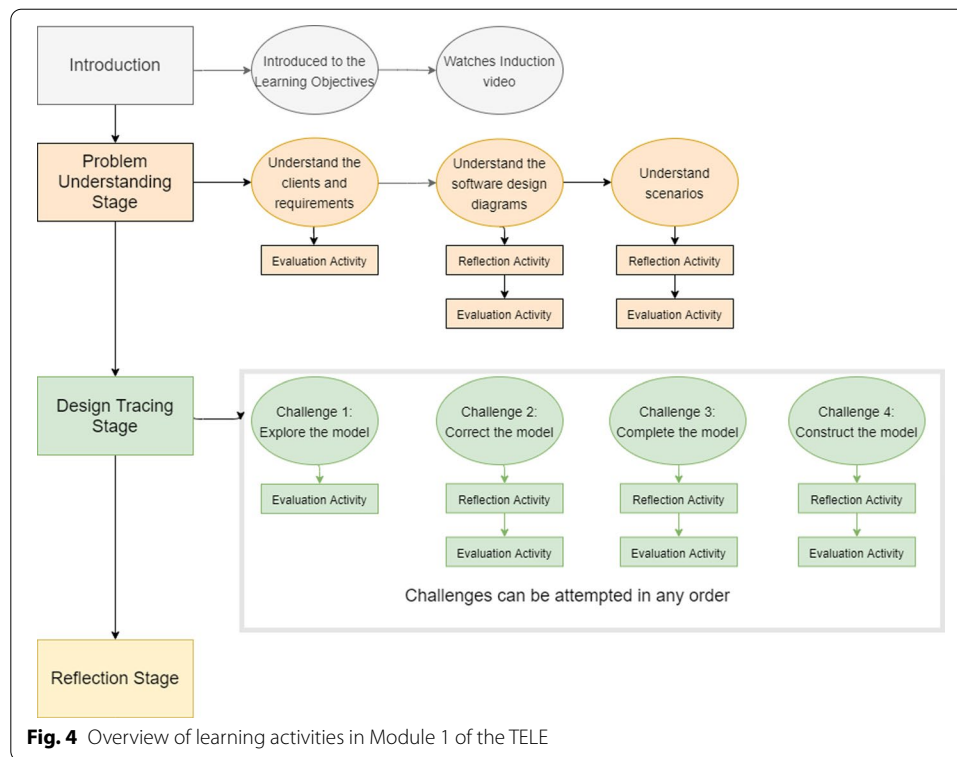 Introduction
Introduced to the
Learning Objectives
Watches Induction
video
Problem
Understanding
Stage
Understand the
clients and
requirements
Understand the
software design
diagrams
Understand
scenarios
Evaluation Activity
Reflection Activity
Evaluation Activity
Reflection Activity
Evaluation Activity
Design Tracing
Stage
Challenge 1:
Explore the model
Challenge 2:
Correct the model
Challenge 3:
Complete the model
Challenge 4:
Construct the model
Evaluation Activity
Reflection Activity
Evaluation Activity
Reflection Activity
Evaluation Activity
Reflection Activity
Evaluation Activity
Challenges can be attempted in any order
Reflection Stage
Fig. 4 Overview of learning activities in Module 1 of the TELE